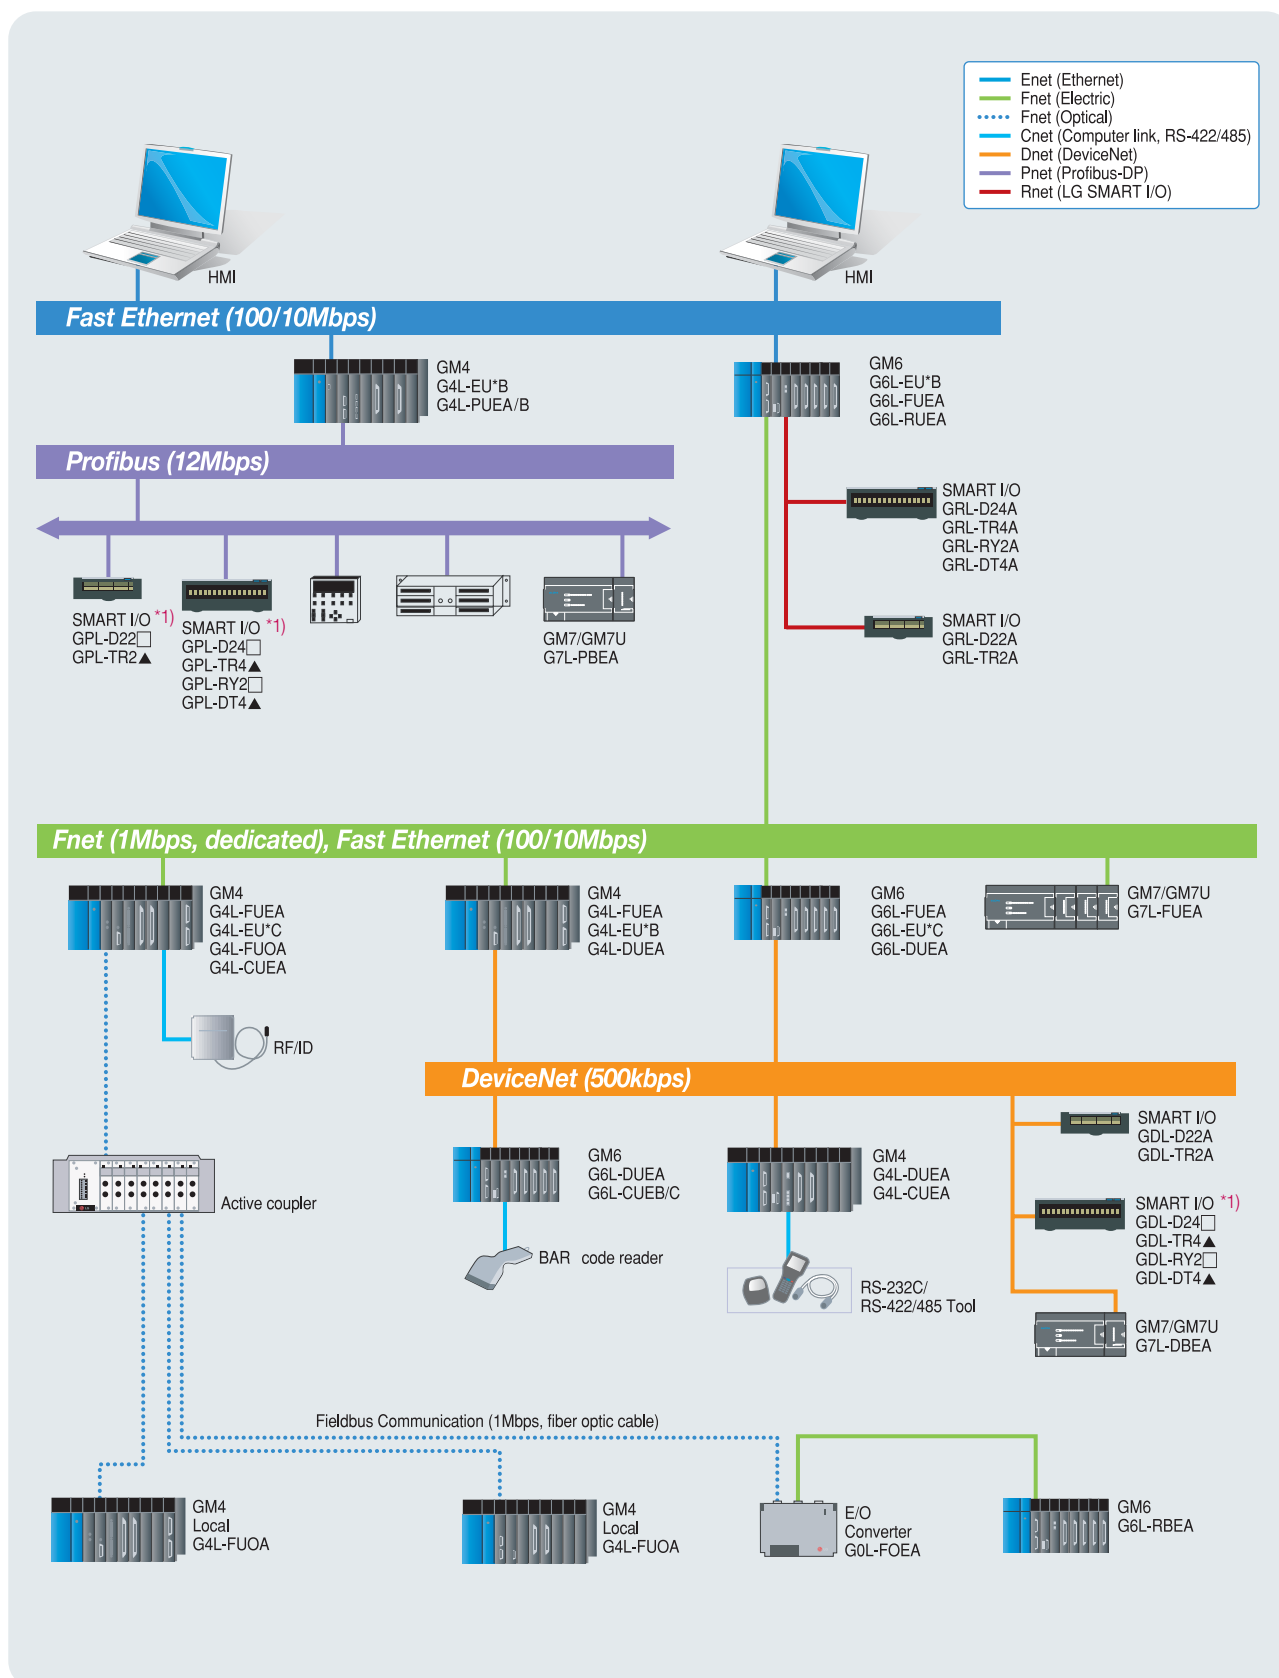 Enet (Ethernet)
Fnet (Electric)
Fnet (Optical)
Cnet (Computer link, RS-422/485)
Dnet (DeviceNet)
Pnet (Profibus-DP)
Rnet (LG SMART I/O)
HMI
HMI
Fast Ethernet (100/10Mbps)
GM4
G4L-EU*B
G4L-PUEA/B
GM6
G6L-EU*B
G6L-FUEA
G6L-RUEA
Profibus (12Mbps)
SMART I/O
GRL-D24A
GRL-TR4A
GRL-RY2A
GRL-DT4A
SMART I/O *1)
GPL-D22□
GPL-TR2▲
SMART I/O *1)
GPL-D24□
GPL-TR4▲
GPL-RY2□
GPL-DT4▲
GM7/GM7U
G7L-PBEA
SMART I/O
GRL-D22A
GRL-TR2A
Fnet (1Mbps, dedicated), Fast Ethernet (100/10Mbps)
GM4
G4L-FUEA
G4L-EU*C
G4L-FUOA
G4L-CUEA
GM4
G4L-FUEA
G4L-EU*B
G4L-DUEA
GM6
G6L-FUEA
G6L-EU*C
G6L-DUEA
GM7/GM7U
G7L-FUEA
RF/ID
DeviceNet (500kbps)
SMART I/O
GDL-D22A
GDL-TR2A
GM6
G6L-DUEA
G6L-CUEB/C
GM4
G4L-DUEA
G4L-CUEA
Active coupler
SMART I/O *1)
GDL-D24□
GDL-TR4▲
GDL-RY2□
GDL-DT4▲
BAR code reader
RS-232C/
RS-422/485 Tool
GM7/GM7U
G7L-DBEA
Fieldbus Communication (1Mbps, fiber optic cable)
GM4
Local
G4L-FUOA
GM4
Local
G4L-FUOA
E/O
Converter
G0L-FOEA
GM6
G6L-RBEA